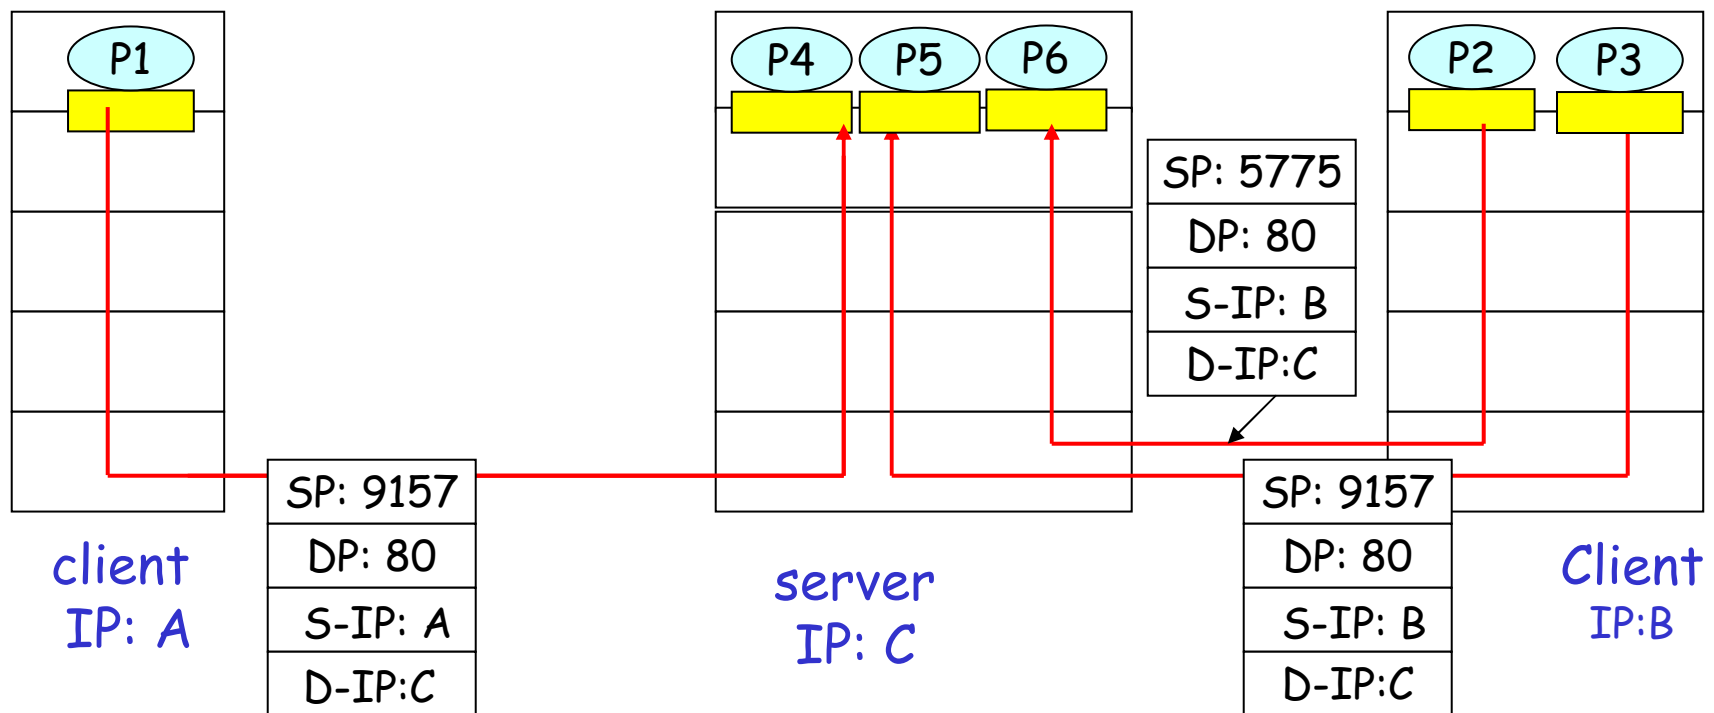 P1
P4
P5
P6
P2
P3
SP: 5775
DP: 80
S-IP: B
D-IP:C
SP: 9157
DP: 80
S-IP: A
D-IP:C
SP: 9157
DP: 80
S-IP: B
D-IP:C
client
IP: A
server
IP: C
Client
IP:B